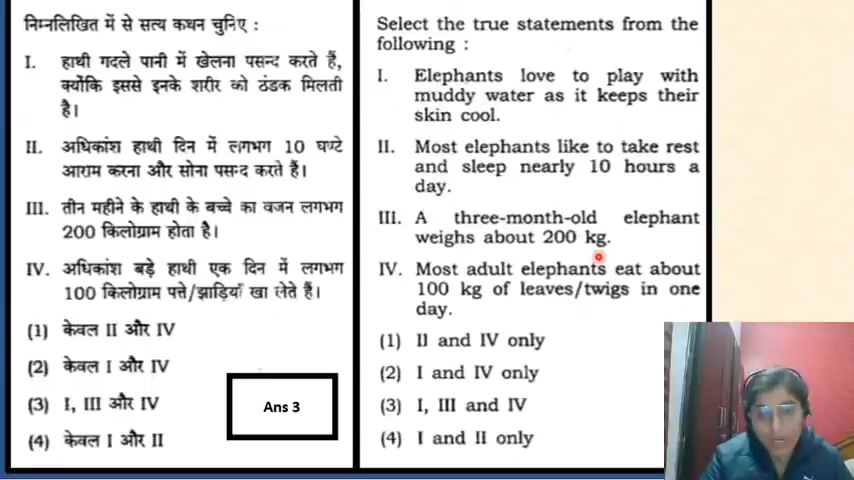 निम्नलिखित में से सत्य कथन चुनिए :
I. हाथी गदले पानी में खेलना पसन्द करते हैं,
क्योंकि इससे इनके शरीर को ठंडक मिलती
है।
II. अधिकांश हाथी दिन में लगभग 10 घण्टे
आराम करना और सोना पसन्द करते हैं।
III. तीन महीने के हाथी के बच्चे का वजन लगभग
200 किलोग्राम होता है।
IV. अधिकांश बड़े हाथी एक दिन में लगभग
100 किलोग्राम पत्ते/झाड़ियाँ खा लेते हैं।
(1) केवल II और IV
(2) केवल I और IV
(3) I, III और IV
(4) केवल I और II
Ans 3
Select the true statements from the
following :
I. Elephants love to play with
muddy water as it keeps their
skin cool.
II. Most elephants like to take rest
and sleep nearly 10 hours a
day.
III. A three-month-old elephant
weighs about 200 kg.
IV. Most adult elephants eat about
100 kg of leaves/twigs in one
day.
(1) II and IV only
(2) I and IV only
(3) I, III and IV
(4) I and II only